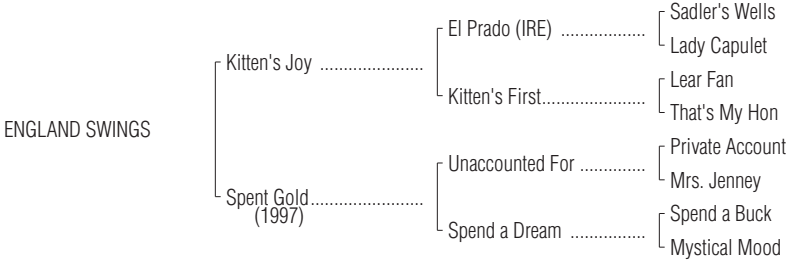 Sadler's Wells
El Prado (IRE) ..................
Lady Capulet
Kitten's Joy ......................
Lear Fan
Kitten's First......................
That's My Hon
ENGLAND SWINGS
Private Account
Unaccounted For ..............
Mrs. Jenney
Spent Gold........................
(1997)
Spend a Buck
Spend a Dream ................
Mystical Mood